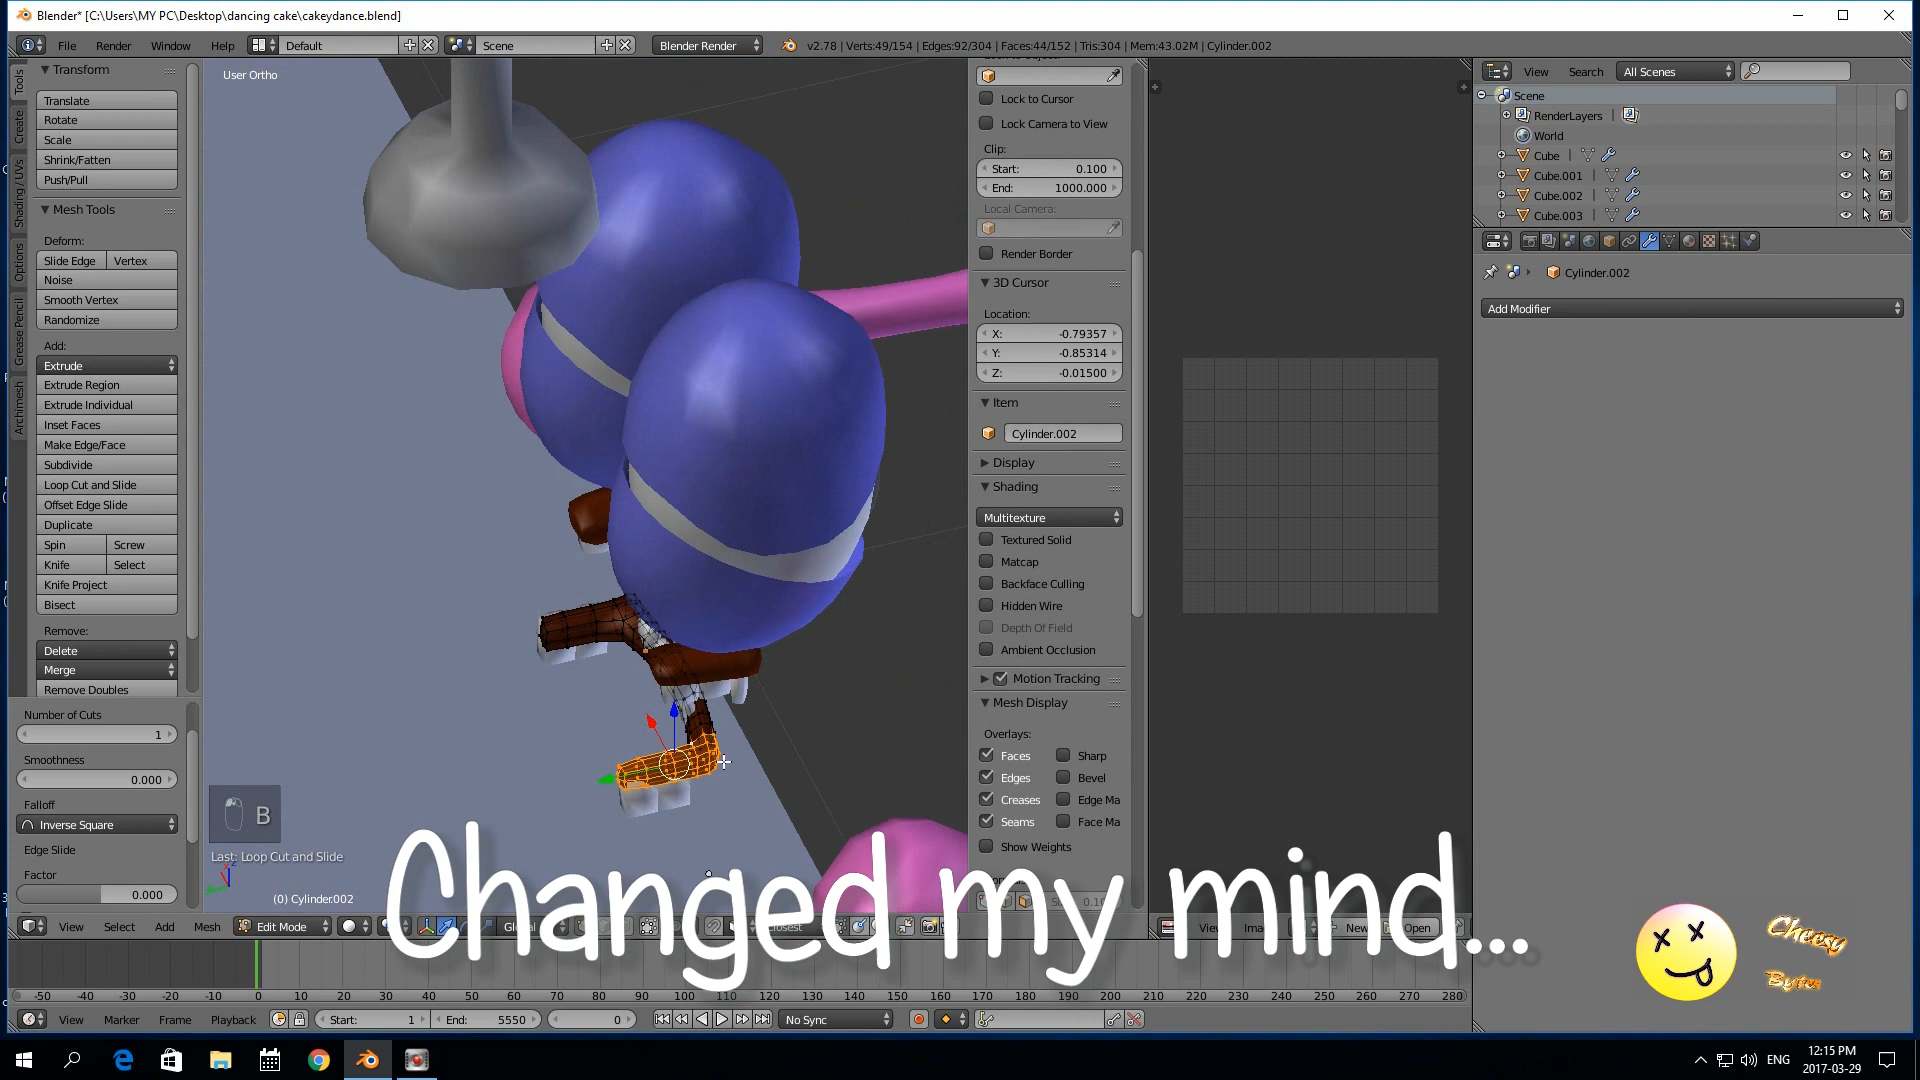 Blender* [C:\Users\MY PC\Desktop\dancing cake\cakeydance.blend]
File Render Window Help Default Scene Blender Render v2.78 | Verts:49/154 | Edges:92/304 | Faces:44/152 | Tris:304 | Mem:43.02M | Cylinder.002
Tools
Create
Shading / UVs
Options
Grease Pencil
Archimesh
Transform
Translate
Rotate
Scale
Shrink/Fatten
Push/Pull
Mesh Tools
Deform:
Slide Edge Vertex
Noise
Smooth Vertex
Randomize
Add:
Extrude
Extrude Region
Extrude Individual
Inset Faces
Make Edge/Face
Subdivide
Loop Cut and Slide
Offset Edge Slide
Duplicate
Spin Screw
Knife Select
Knife Project
Bisect
Remove:
Delete
Merge
Remove Doubles
Number of Cuts
1
Smoothness
0.000
Falloff
Inverse Square
Edge Slide
Factor
0.000
User Ortho
B
Last: Loop Cut and Slide
(0) Cylinder.002
Lock to Cursor
Lock Camera to View
Clip:
Start: 0.100
End: 1000.000
Local Camera:
Render Border
3D Cursor
Location:
X: -0.79357
Y: -0.85314
Z: -0.01500
Item
Cylinder.002
Display
Shading
Multitexture
Textured Solid
Matcap
Backface Culling
Hidden Wire
Depth Of Field
Ambient Occlusion
Motion Tracking
Mesh Display
Overlays:
Faces Sharp
Edges Bevel
Creases Edge Ma
Seams Face Ma
Show Weights
View Search All Scenes
Scene
RenderLayers |
World
Cube |
Cube.001 |
Cube.002 |
Cube.003 |
Cylinder.002
Add Modifier
Changed my mind...
View Select Add Mesh Edit Mode
New Open
Cheesy
Bytes
-50 -40 -30 -20 -10 0 10 20 30 40 50 60 70 80 90 100 110 120 130 140 150 160 170 180 190 200 210 220 230 240 250 260 270 280
View Marker Frame Playback Start: 1 End: 5550 0 No Sync
ENG
12:15 PM
2017-03-29